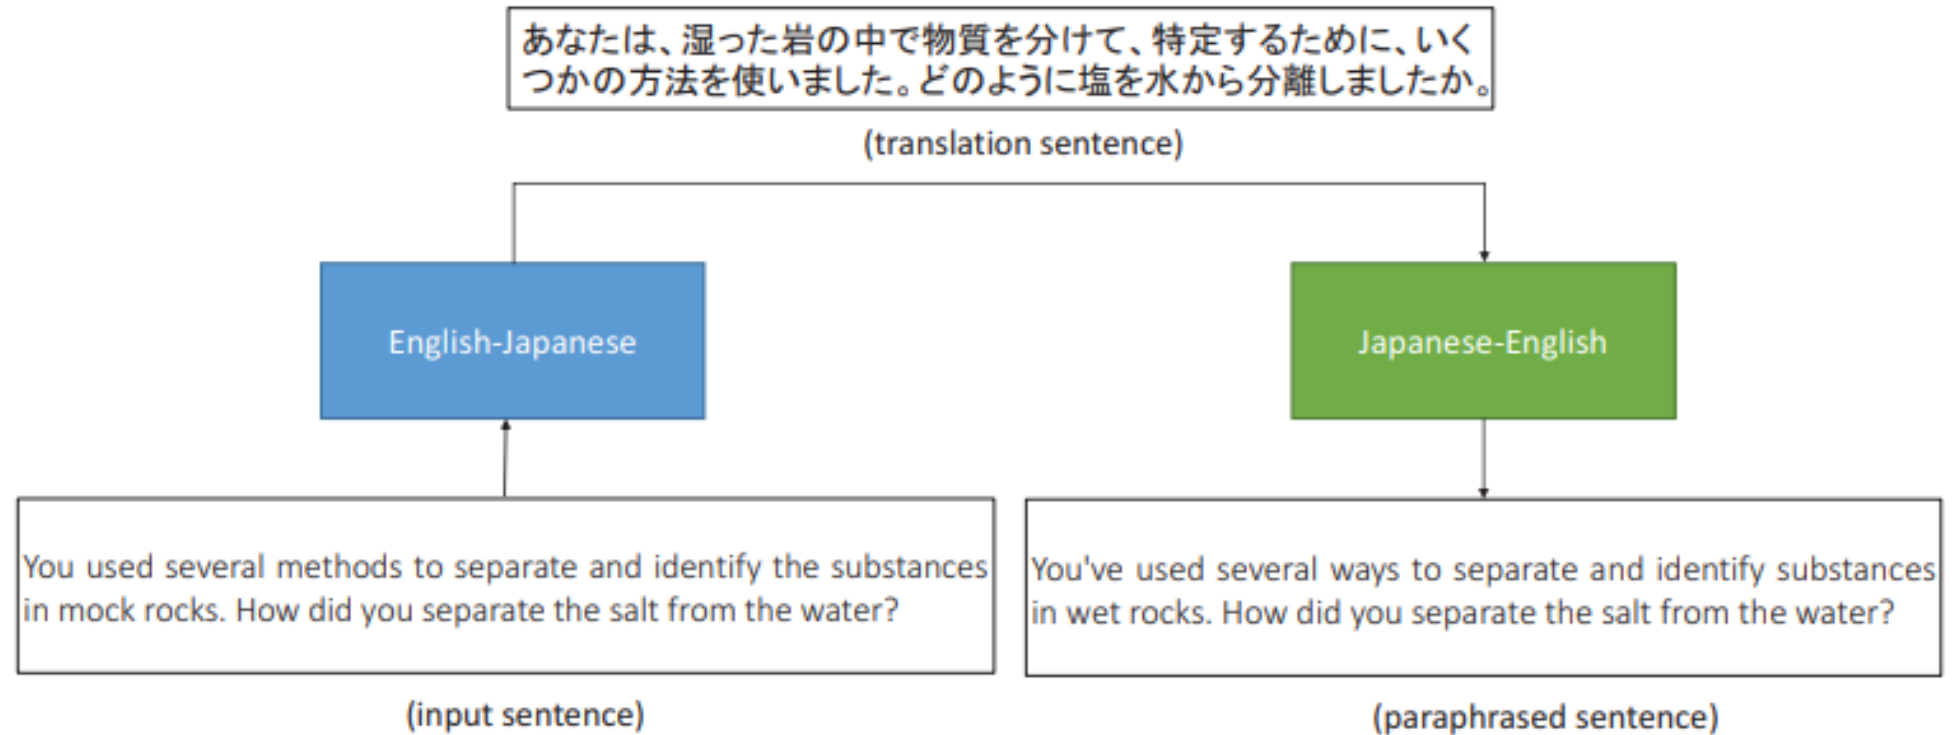 あなたは、湿った岩の中で物質を分けて、特定するために、いく
つかの方法を使いました。どのように塩を水から分離しましたか。
(translation sentence)
English-Japanese
Japanese-English
You used several methods to separate and identify the substances
in mock rocks. How did you separate the salt from the water?
(input sentence)
You've used several ways to separate and identify substances
in wet rocks. How did you separate the salt from the water?
(paraphrased sentence)